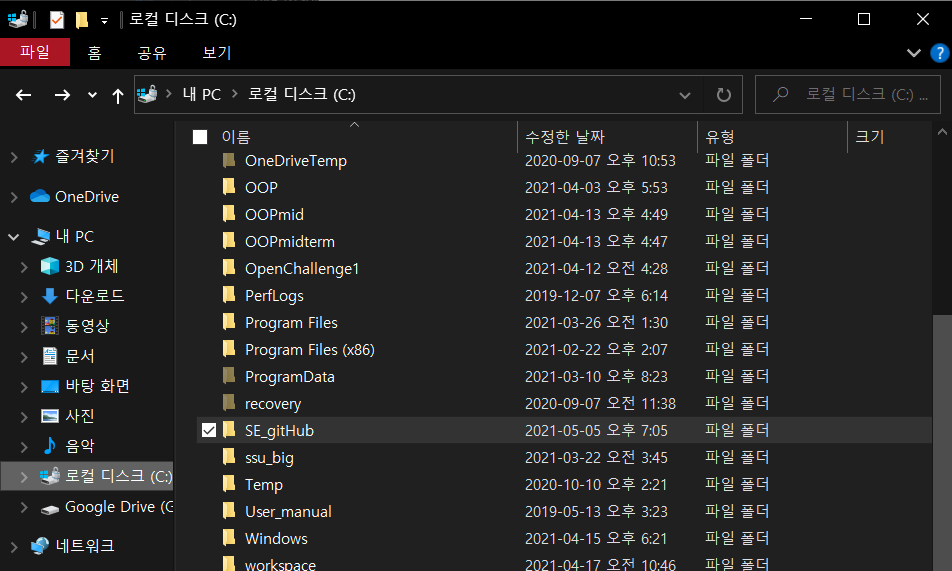 로컬 디스크 (C:)
파일 홈 공유 보기
내 PC 로컬 디스크 (C:) 로컬 디스크 (C:) ...
이름 수정한 날짜 유형 크기
즐겨찾기
OneDrive
내 PC
3D 개체
다운로드
동영상
문서
바탕 화면
사진
음악
로컬 디스크 (C:)
Google Drive (G
네트워크
OneDriveTemp 2020-09-07 오후 10:53 파일 폴더
OOP 2021-04-03 오후 5:53 파일 폴더
OOPmid 2021-04-13 오후 4:49 파일 폴더
OOPmidterm 2021-04-13 오후 4:47 파일 폴더
OpenChallenge1 2021-04-12 오전 4:28 파일 폴더
PerfLogs 2019-12-07 오후 6:14 파일 폴더
Program Files 2021-03-26 오전 1:30 파일 폴더
Program Files (x86) 2021-02-22 오후 2:07 파일 폴더
ProgramData 2021-03-10 오후 8:23 파일 폴더
recovery 2020-09-07 오전 11:38 파일 폴더
SE_gitHub 2021-05-05 오후 7:05 파일 폴더
ssu_big 2021-03-22 오전 3:45 파일 폴더
Temp 2020-10-10 오후 2:21 파일 폴더
User_manual 2019-05-13 오후 3:23 파일 폴더
Windows 2021-04-15 오후 6:21 파일 폴더
workspace 2021-04-17 오전 10:46 파일 폴더